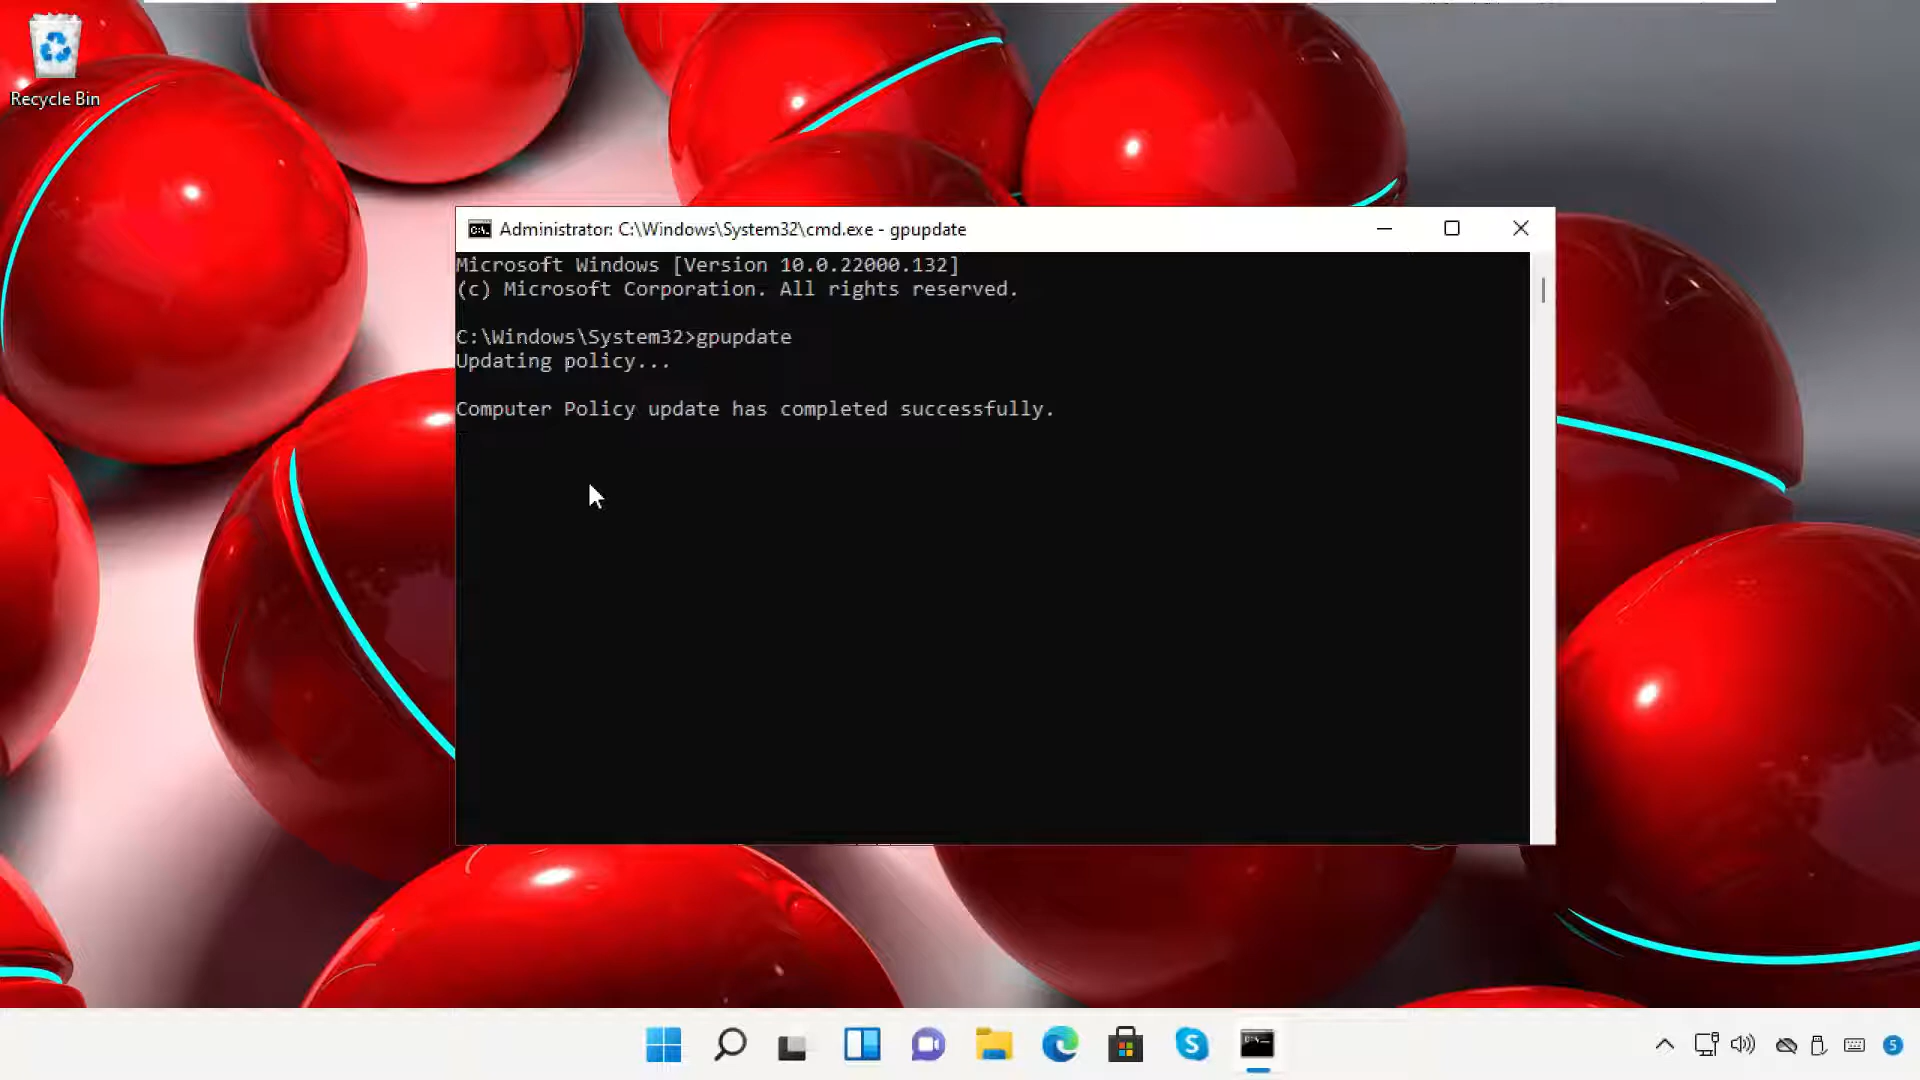 Recycle Bin
Administrator: C:\Windows\System32\cmd.exe - gpupdate
Microsoft Windows [Version 10.0.22000.132]
(c) Microsoft Corporation. All rights reserved.
C:\Windows\System32>gpupdate
Updating policy...
Computer Policy update has completed successfully.
S
5